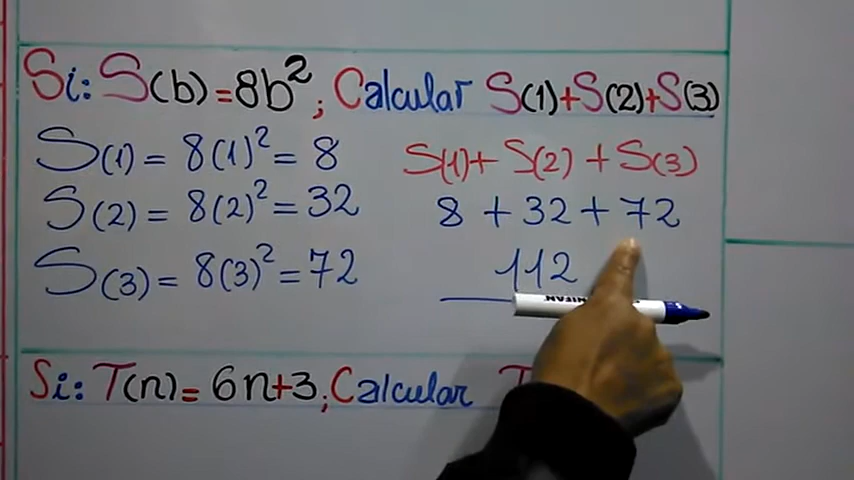 Si: S(b)=8b²; Calcular S(1)+S(2)+S(3)
S(1) = 8(1)² = 8
S(2) = 8(2)² = 32
S(3) = 8(3)² = 72
S(1)+ S(2) + S(3)
8 + 32 + 72
112
Si: T(n)=6n+3; Calcular T